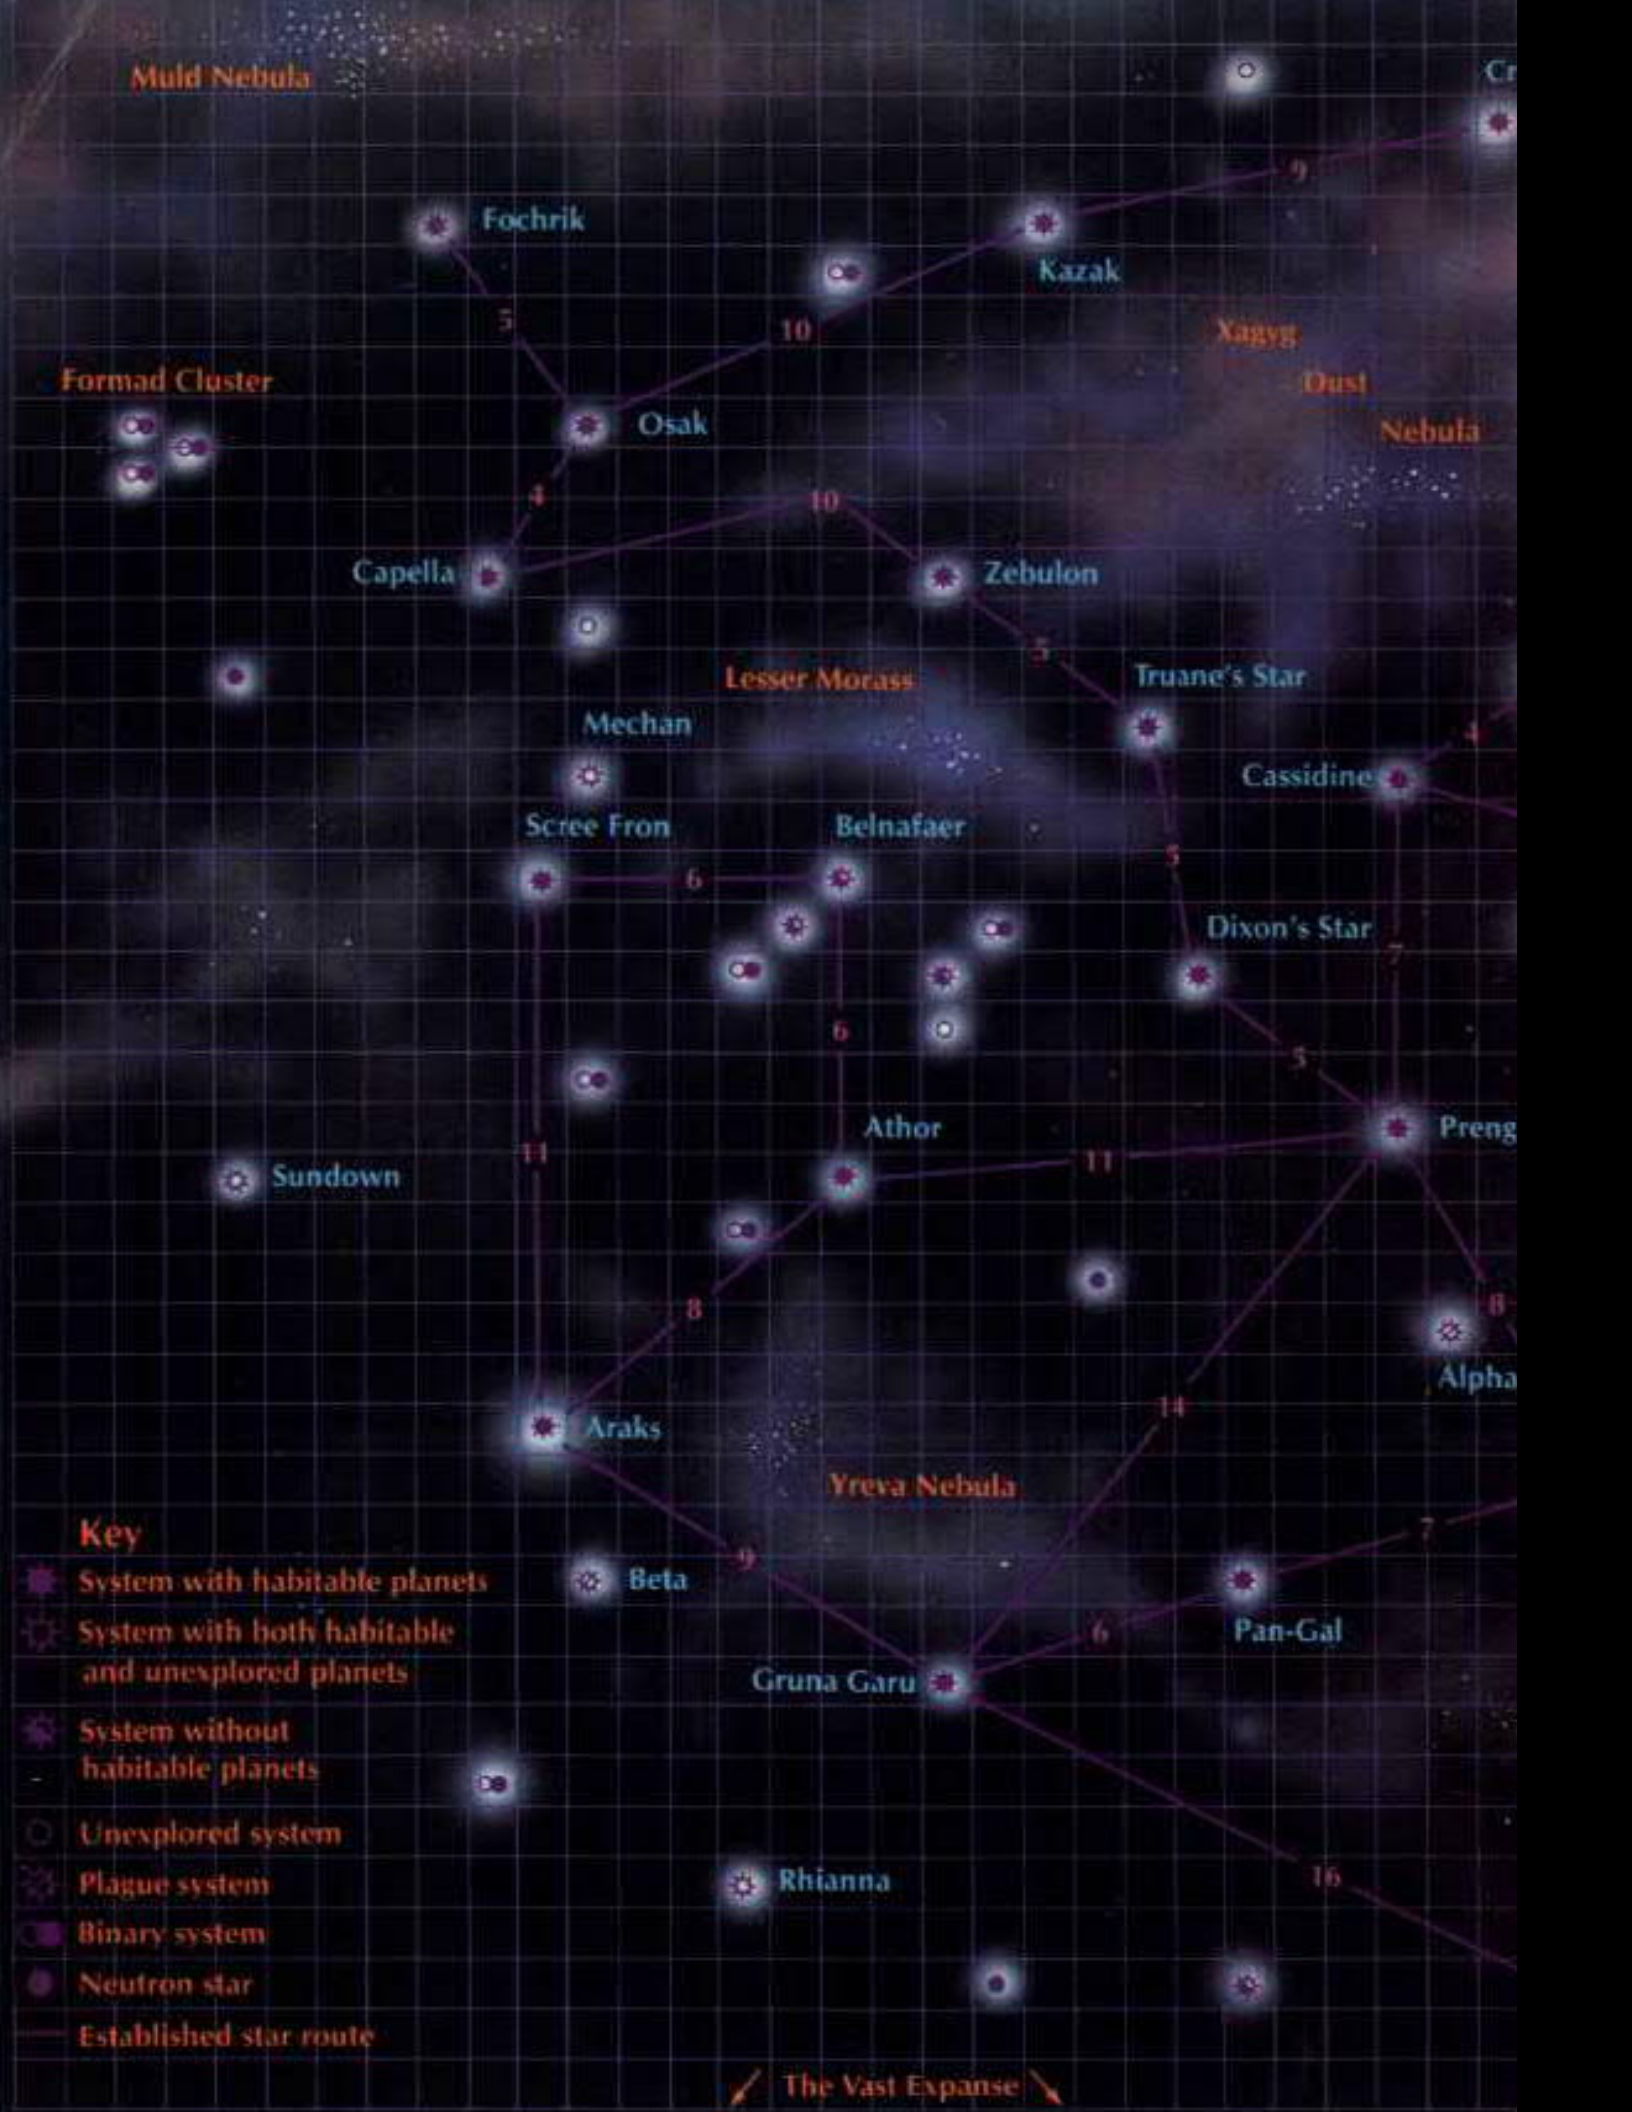 Muld Nebula
Cr
9
Fochrik
Kazak
5
10
Xagyg
Dust
Nebula
Formad Cluster
Osak
4
10
Capella
Zebulon
5
Lesser Morass
Truane's Star
Mechan
4
Cassidine
Scree Fron
Belnafaer
5
6
Dixon's Star
7
6
5
Athor
Preng
11
11
Sundown
8
8
Alpha
14
Araks
Yreva Nebula
7
9
Beta
6
Pan-Gal
Gruna Garu
16
Rhianna
Key
System with habitable planets
System with both habitable
and unexplored planets
System without
habitable planets
Unexplored system
Plague system
Binary system
Neutron star
Established star route
The Vast Expanse